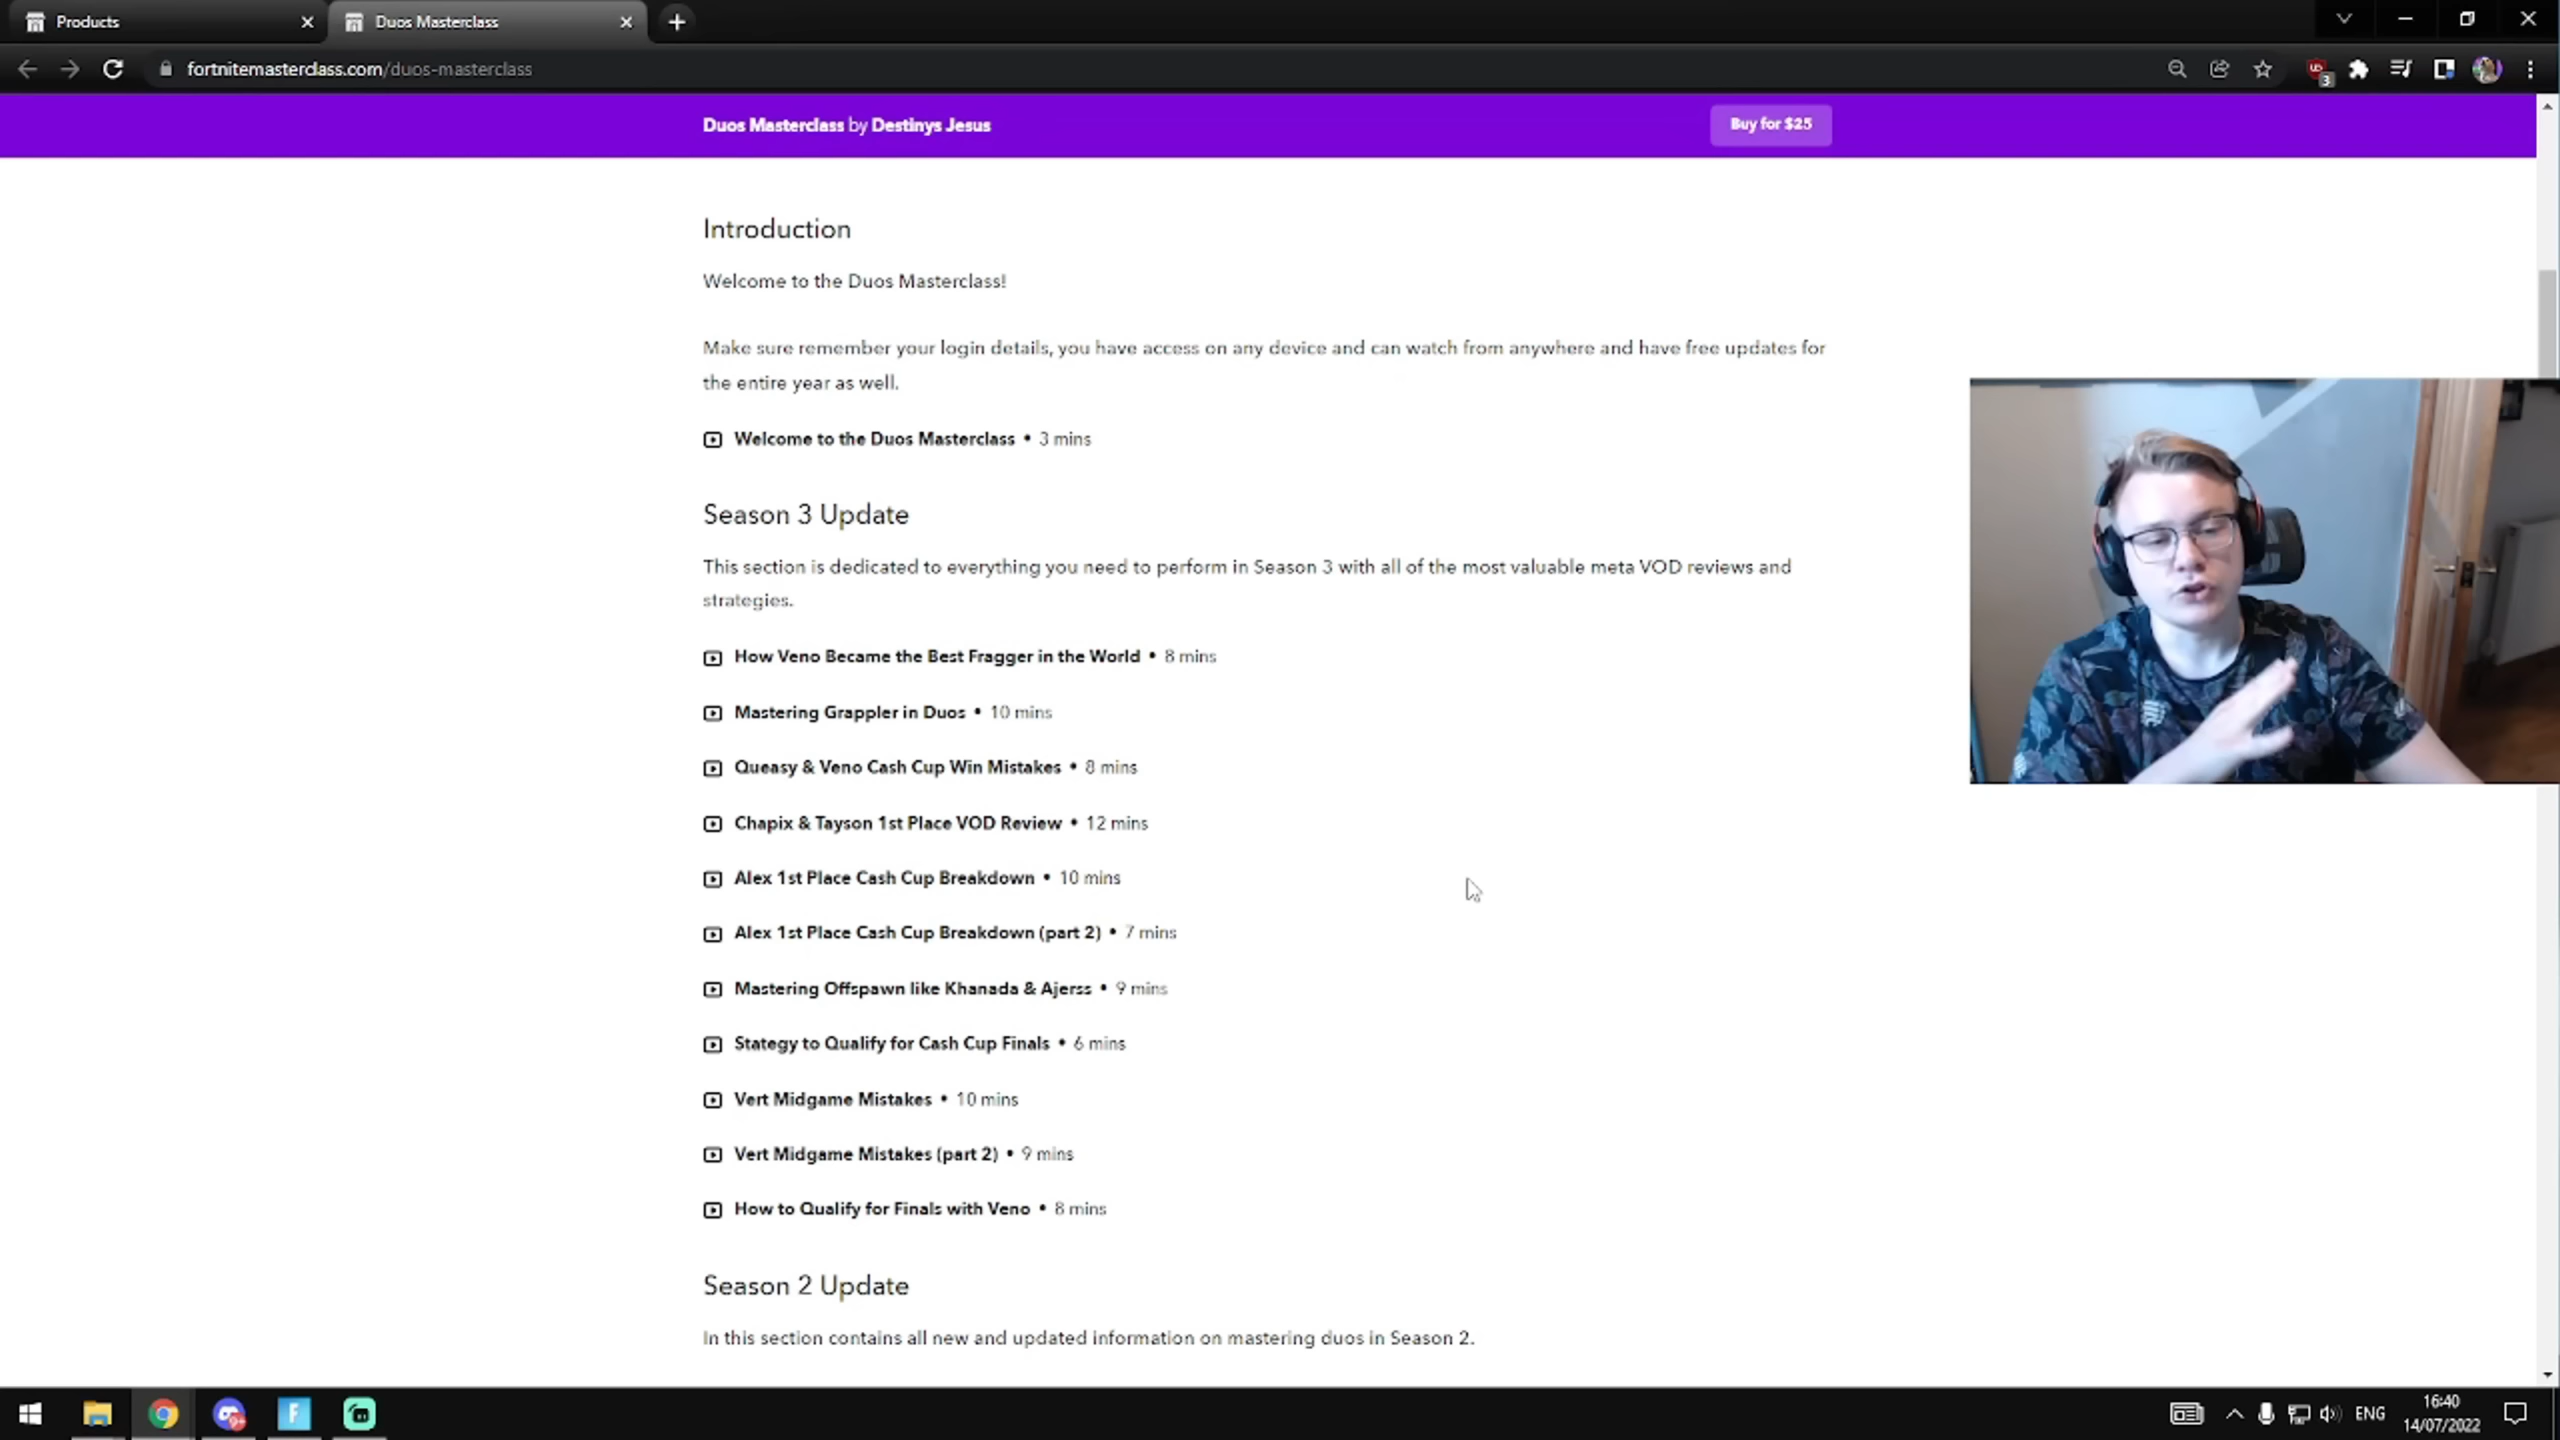 Products
Duos Masterclass
fortnitemasterclass.com/duos-masterclass
3
Duos Masterclass by Destinys Jesus
Buy for $25
Introduction
Welcome to the Duos Masterclass!
Make sure remember your login details, you have access on any device and can watch from anywhere and have free updates for
the entire year as well.
Welcome to the Duos Masterclass • 3 mins
Season 3 Update
This section is dedicated to everything you need to perform in Season 3 with all of the most valuable meta VOD reviews and
strategies.
How Veno Became the Best Fragger in the World • 8 mins
Mastering Grappler in Duos • 10 mins
Queasy & Veno Cash Cup Win Mistakes • 8 mins
Chapix & Tayson 1st Place VOD Review • 12 mins
Alex 1st Place Cash Cup Breakdown • 10 mins
Alex 1st Place Cash Cup Breakdown (part 2) • 7 mins
Mastering Offspawn like Khanada & Ajerss • 9 mins
Stategy to Qualify for Cash Cup Finals • 6 mins
Vert Midgame Mistakes • 10 mins
Vert Midgame Mistakes (part 2) • 9 mins
How to Qualify for Finals with Veno • 8 mins
Season 2 Update
In this section contains all new and updated information on mastering duos in Season 2.
F
9+
ENG
16:40
14/07/2022